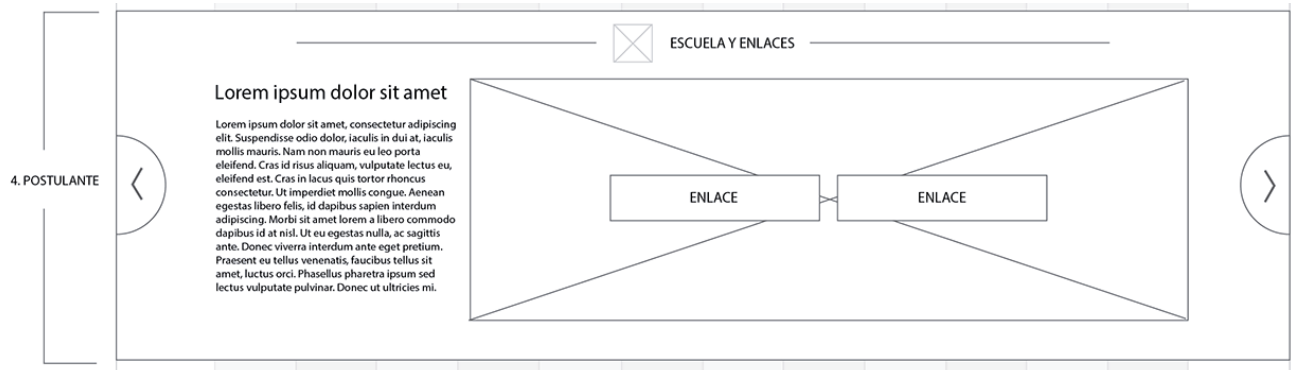 ESCUELA Y ENLACES
Lorem ipsum dolor sit amet
Lorem ipsum dolor sit amet, consectetur adipiscing
elit. Suspendisse odio dolor, iaculis in dui at, iaculis
mollis mauris. Nam non mauris eu leo porta
eleifend. Cras id risus aliquam, vulputate lectus eu,
eleifend est. Cras in lacus quis tortor rhoncus
consectetur. Ut imperdiet mollis congue. Aenean
egestas libero felis, id dapibus sapien interdum
adipiscing. Morbi sit amet lorem a libero commodo
dapibus id at nisl. Ut eu egestas nulla, ac sagittis
ante. Donec viverra interdum ante eget pretium.
Praesent eu tellus venenatis, faucibus tellus sit
amet, luctus orci. Phasellus pharetra ipsum sed
lectus vulputate pulvinar. Donec ut ultricies mi.
4. POSTULANTE
ENLACE
ENLACE